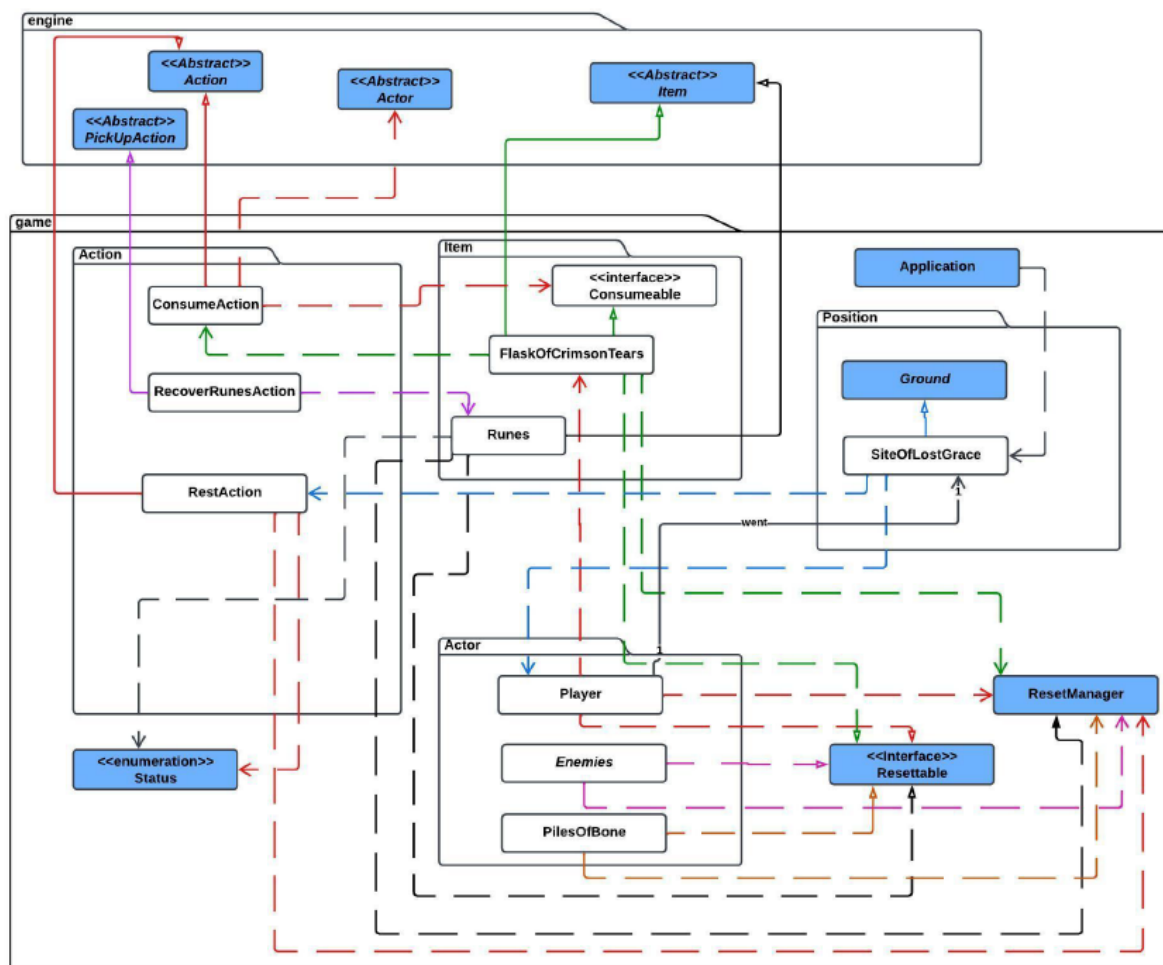 engine
<<Abstract>>
Action
<<Abstract>>
Actor
<<Abstract>>
Item
<<Abstract>>
PickUpAction
game
Action
Item
Application
<<interface>>
Consumeable
ConsumeAction
Position
FlaskOfCrimsonTears
Ground
RecoverRunesAction
Runes
SiteOfLostGrace
RestAction
1
went
Actor
1
Player
ResetManager
<<enumeration>>
Status
Enemies
<<Interface>>
Resettable
PilesOfBone